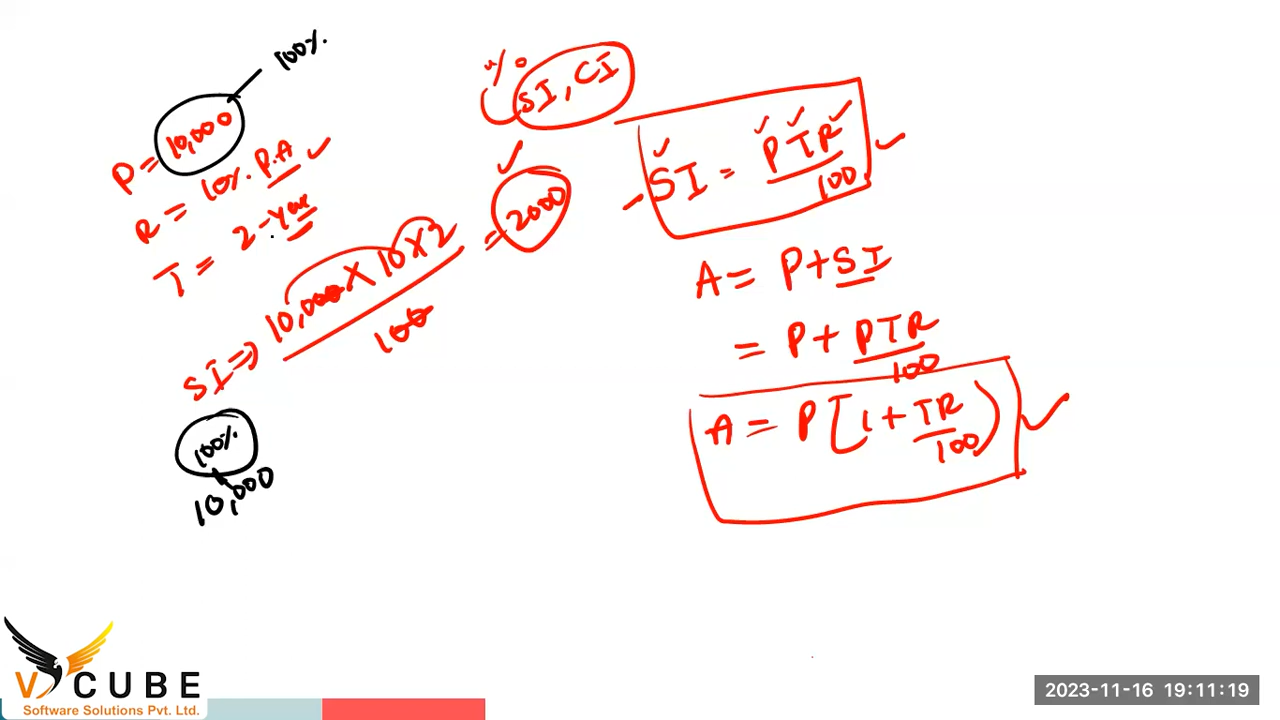 100%.
P = 10,000
R = 10%. P.A
T = 2-Year
SI => 10,000 X 10 X 2 = 2000
100
100%
10,000
%
SI, CI
SI = PTR
100
A = P+SI
= P + PTR
100
A = P[1 + TR)
100
V CUBE
Software Solutions Pvt. Ltd.
2023-11-16 19:11:19